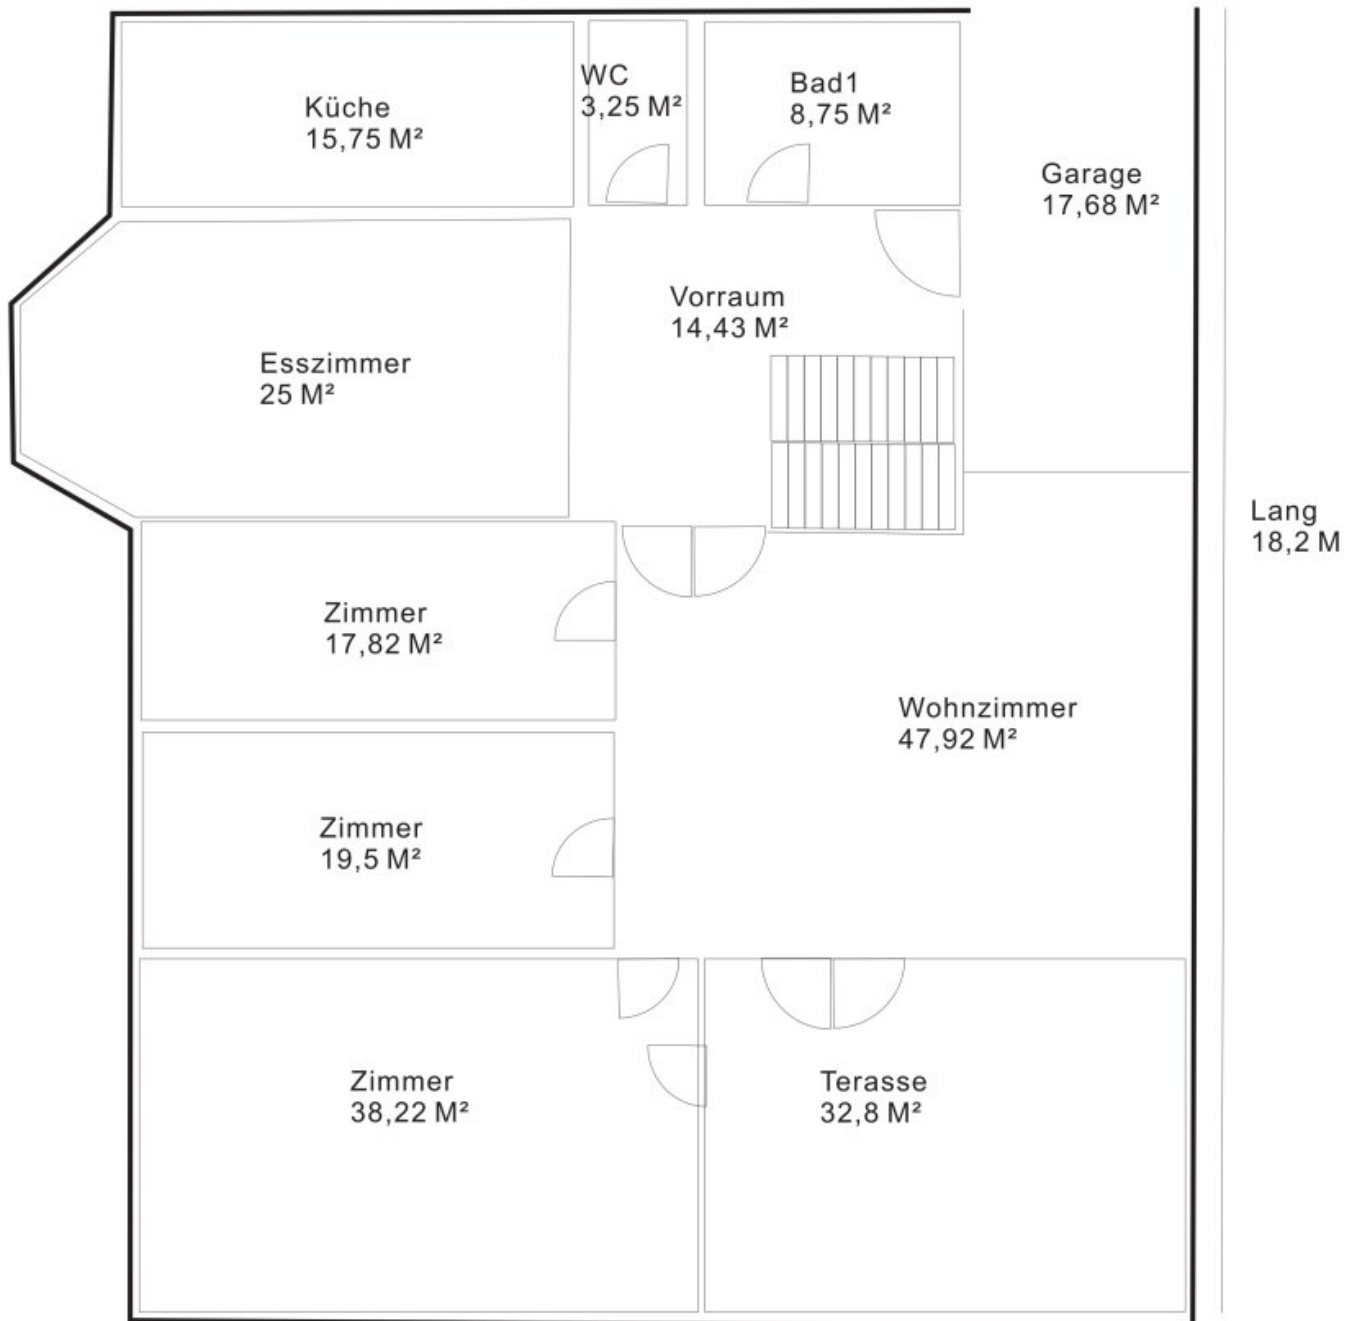 Küche
15,75 M²
WC
3,25 M²
Bad1
8,75 M²
Garage
17,68 M²
Vorraum
14,43 M²
Esszimmer
25 M²
Lang
18,2 M
Zimmer
17,82 M²
Wohnzimmer
47,92 M²
Zimmer
19,5 M²
Zimmer
38,22 M²
Terasse
32,8 M²